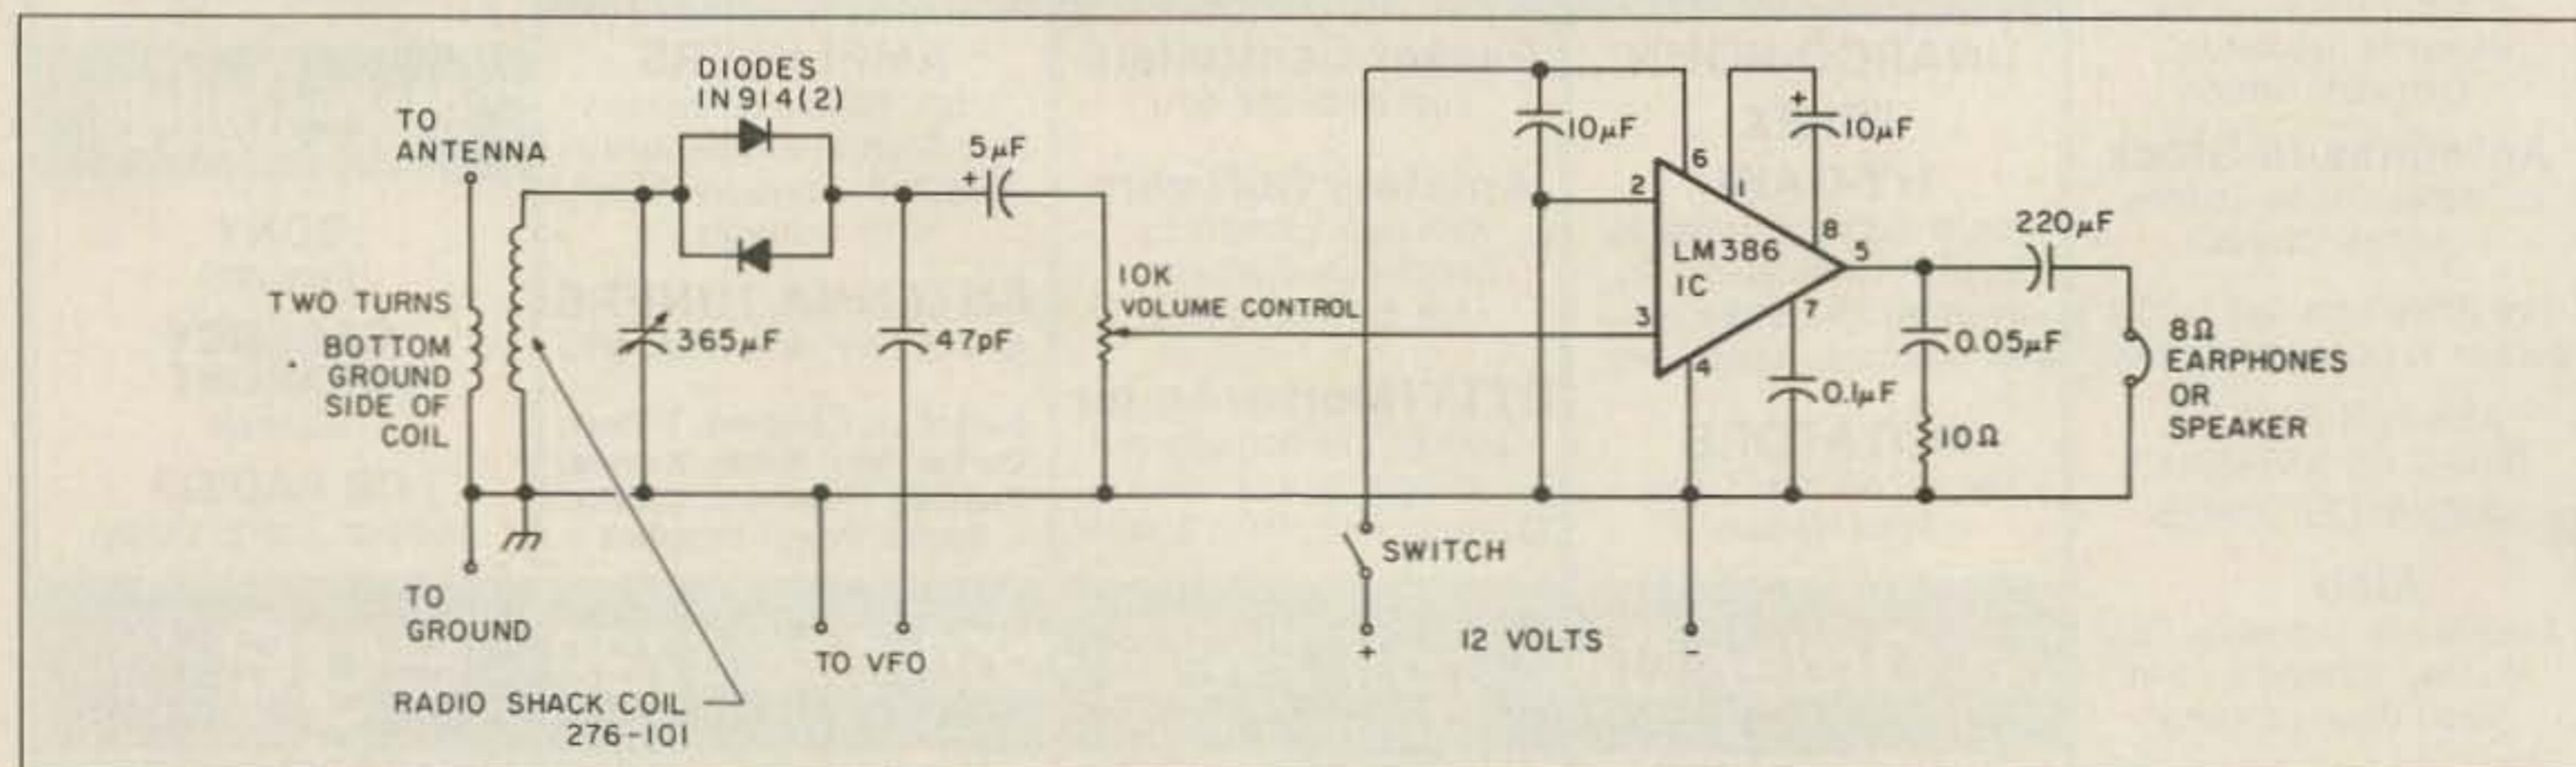 DIODES
IN914(2)
TO
ANTENNA
5µF
+
TWO TURNS
BOTTOM
GROUND
SIDE OF
COIL
365µF
47pF
10K
VOLUME CONTROL
TO
GROUND
TO VFO
RADIO SHACK COIL
276-101
10µF
+
10µF
6
1
2
8
LM386
IC
5
3
7
4
220µF
0.1µF
0.05µF
10Ω
8Ω
EARPHONES
OR
SPEAKER
SWITCH
+
12 VOLTS
-